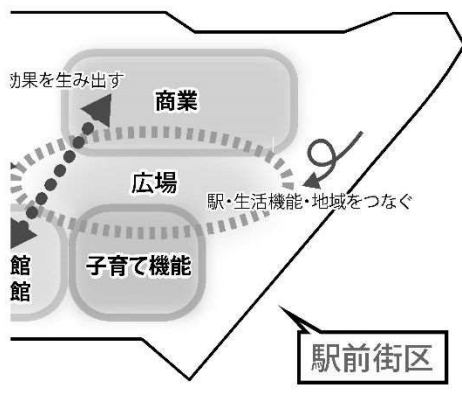 効果を生み出す
商業
広場
駅・生活機能・地域をつなぐ
館
館
子育て機能
駅前街区